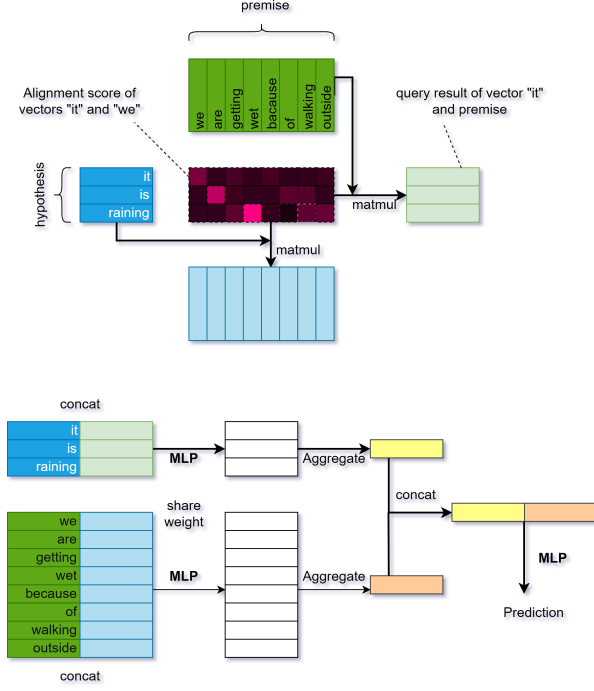 premise
we
are
getting
wet
bacause
of
walking
outside
Alignment score of
vectors "it" and "we"
query result of vector "it"
and premise
hypothesis
it
is
raining
matmul
matmul
concat
it
is
raining
MLP
Aggregate
share
weight
concat
we
are
getting
wet
because
of
walking
outside
MLP
Aggregate
MLP
Prediction
concat